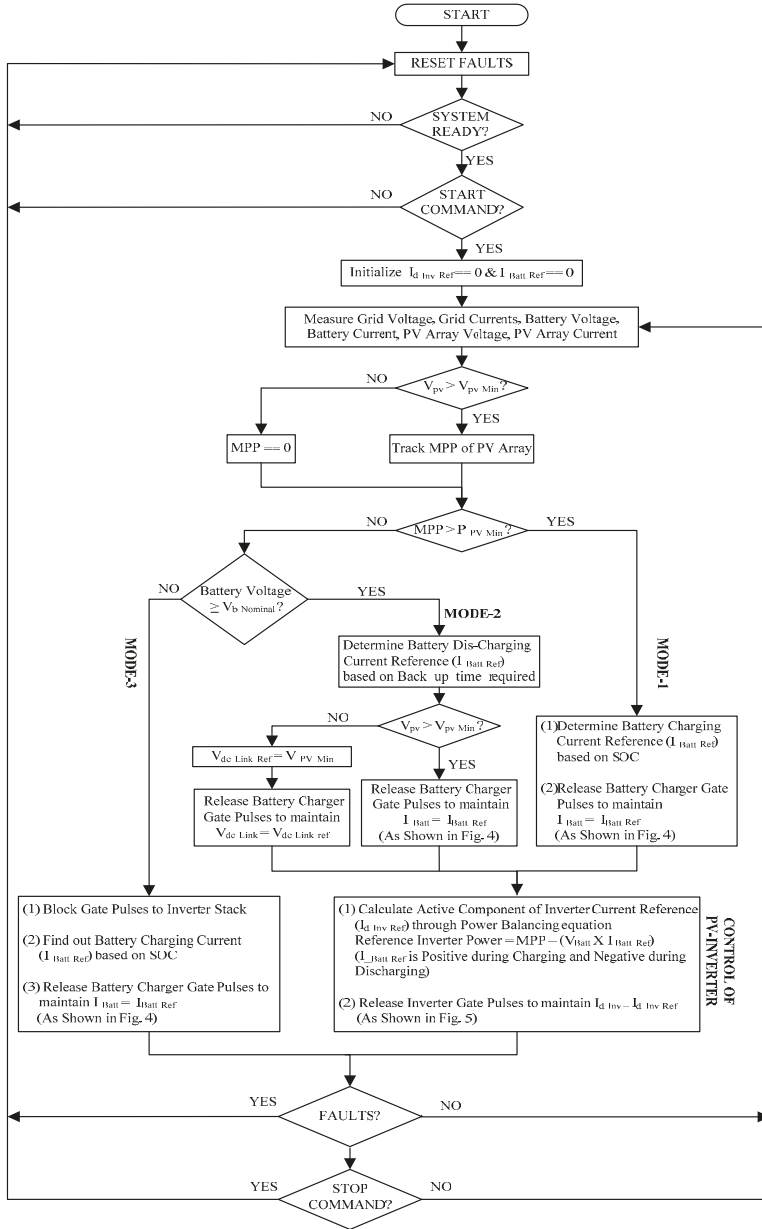 START
RESET FAULTS
NO
SYSTEM
READY?
YES
NO
START
COMMAND?
YES
Initialize I d Inv Ref == 0 & I Batt Ref == 0
Measure Grid Voltage, Grid Currents, Battery Voltage,
Battery Current, PV Array Voltage, PV Array Current
NO
Vpv > Vpv Min ?
YES
MPP == 0
Track MPP of PV Array
NO
MPP > P PV Min ?
YES
NO
Battery Voltage
≥ Vb Nominal ?
YES
MODE-2
MODE-3
MODE-1
Determine Battery Dis-Charging
Current Reference (I Batt Ref)
based on Back up time required
NO
Vpv > Vpv Min ?
YES
Vdc Link Ref = V PV Min
Release Battery Charger
Gate Pulses to maintain
Vdc Link = Vdc Link ref
Release Battery Charger
Gate Pulses to maintain
I Batt = I Batt Ref
(As Shown in Fig. 4)
(1) Determine Battery Charging
Current Reference (I Batt Ref)
based on SOC
(2) Release Battery Charger Gate
Pulses to maintain
I Batt = I Batt Ref
(As Shown in Fig. 4)
(1) Block Gate Pulses to Inverter Stack
(2) Find out Battery Charging Current
(I Batt Ref) based on SOC
(3) Release Battery Charger Gate Pulses to
maintain I Batt = I Batt Ref
(As Shown in Fig. 4)
(1) Calculate Active Component of Inverter Current Reference
(I d Inv Ref) through Power Balancing equation
Reference Inverter Power = MPP – (VBatt X I Batt Ref)
(I_Batt Ref is Positive during Charging and Negative during
Discharging)
(2) Release Inverter Gate Pulses to maintain I d Inv = I d Inv Ref
(As Shown in Fig. 5)
CONTROL OF
PV-INVERTER
YES
FAULTS?
NO
YES
STOP
COMMAND?
NO